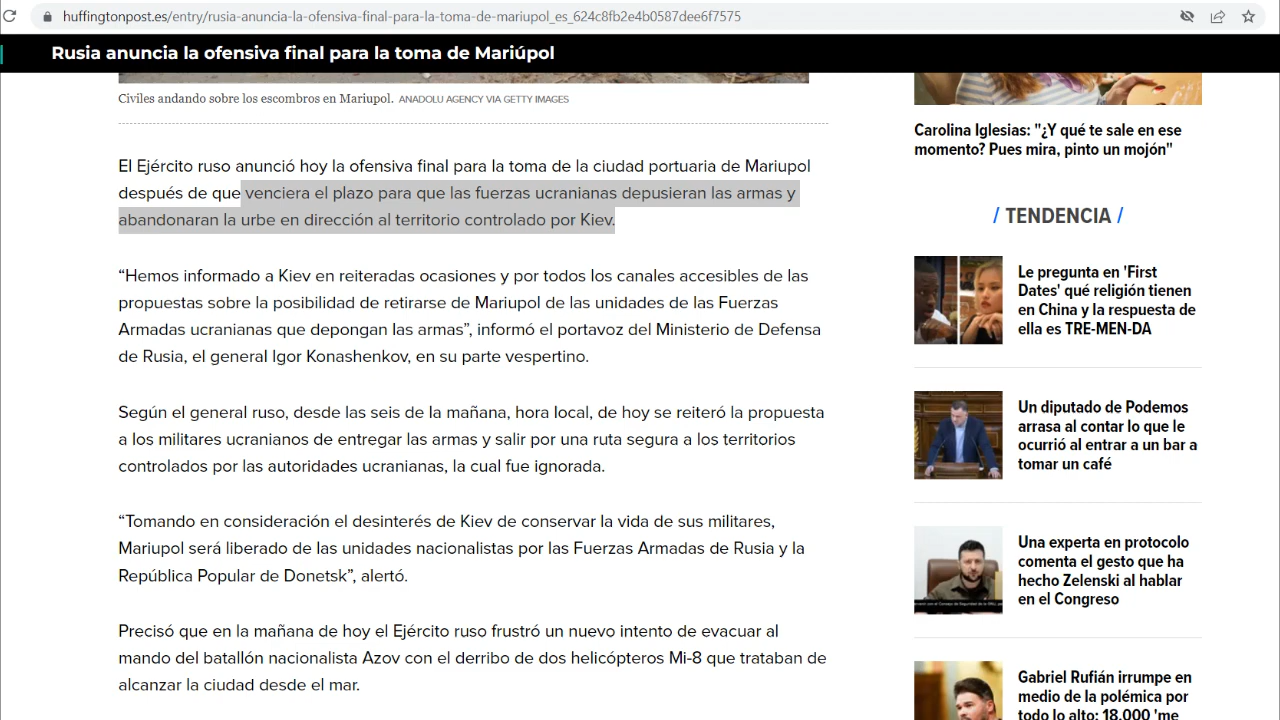 huffingtonpost.es/entry/rusia-anuncia-la-ofensiva-final-para-la-toma-de-mariupol_es_624c8fb2e4b0587dee6f7575
Rusia anuncia la ofensiva final para la toma de Mariúpol
Civiles andando sobre los escombros en Mariupol. ANADOLU AGENCY VIA GETTY IMAGES
El Ejército ruso anunció hoy la ofensiva final para la toma de la ciudad portuaria de Mariupol
después de que venciera el plazo para que las fuerzas ucranianas depusieran las armas y
abandonaran la urbe en dirección al territorio controlado por Kiev.
“Hemos informado a Kiev en reiteradas ocasiones y por todos los canales accesibles de las
propuestas sobre la posibilidad de retirarse de Mariupol de las unidades de las Fuerzas
Armadas ucranianas que depongan las armas”, informó el portavoz del Ministerio de Defensa
de Rusia, el general Igor Konashenkov, en su parte vespertino.
Según el general ruso, desde las seis de la mañana, hora local, de hoy se reiteró la propuesta
a los militares ucranianos de entregar las armas y salir por una ruta segura a los territorios
controlados por las autoridades ucranianas, la cual fue ignorada.
“Tomando en consideración el desinterés de Kiev de conservar la vida de sus militares,
Mariupol será liberado de las unidades nacionalistas por las Fuerzas Armadas de Rusia y la
República Popular de Donetsk”, alertó.
Precisó que en la mañana de hoy el Ejército ruso frustró un nuevo intento de evacuar al
mando del batallón nacionalista Azov con el derribo de dos helicópteros Mi-8 que trataban de
alcanzar la ciudad desde el mar.
Carolina Iglesias: "¿Y qué te sale en ese
momento? Pues mira, pinto un mojón"
/ TENDENCIA /
Le pregunta en 'First
Dates' qué religión tienen
en China y la respuesta de
ella es TRE-MEN-DA
Un diputado de Podemos
arrasa al contar lo que le
ocurrió al entrar a un bar a
tomar un café
Una experta en protocolo
comenta el gesto que ha
hecho Zelenski al hablar
en el Congreso
Gabriel Rufián irrumpe en
medio de la polémica por
todo lo alto: 18.000 'me